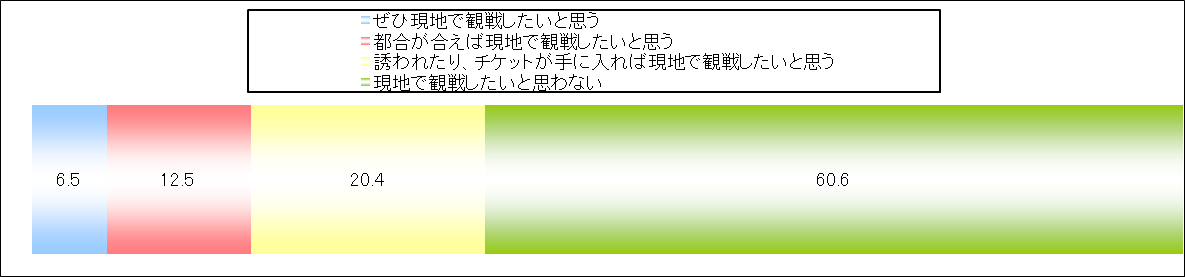 ぜひ現地で観戦したいと思う
都合が合えば現地で観戦したいと思う
誘われたり、チケットが手に入れば現地で観戦したいと思う
現地で観戦したいと思わない
6.5 12.5 20.4 60.6